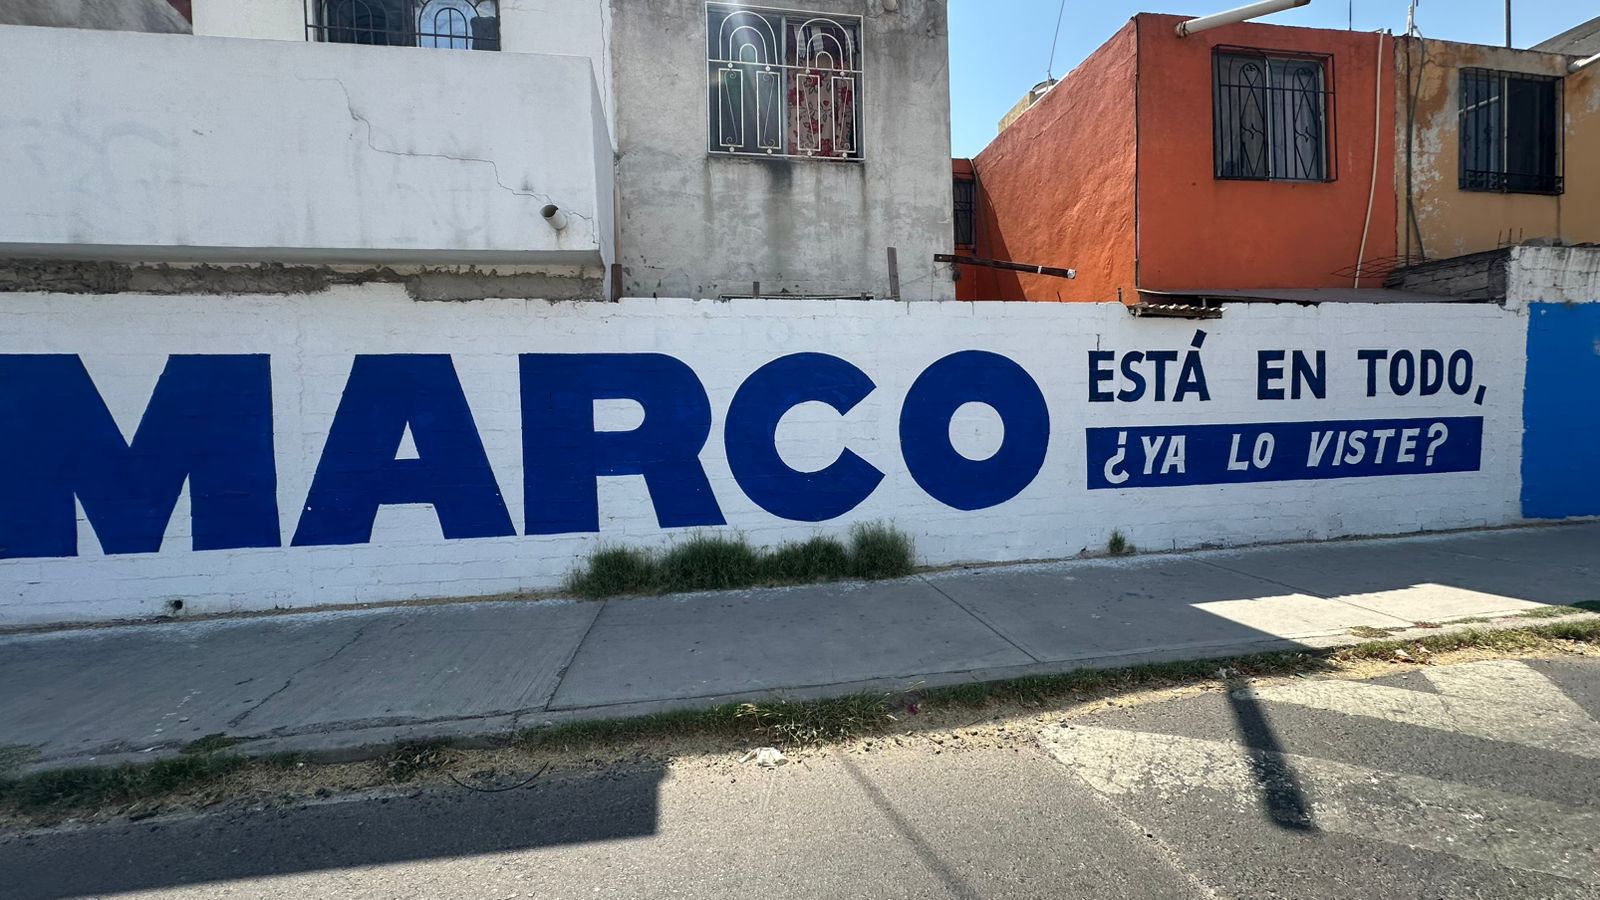 MARCO
ESTÁ EN TODO,
¿YA LO VISTE?